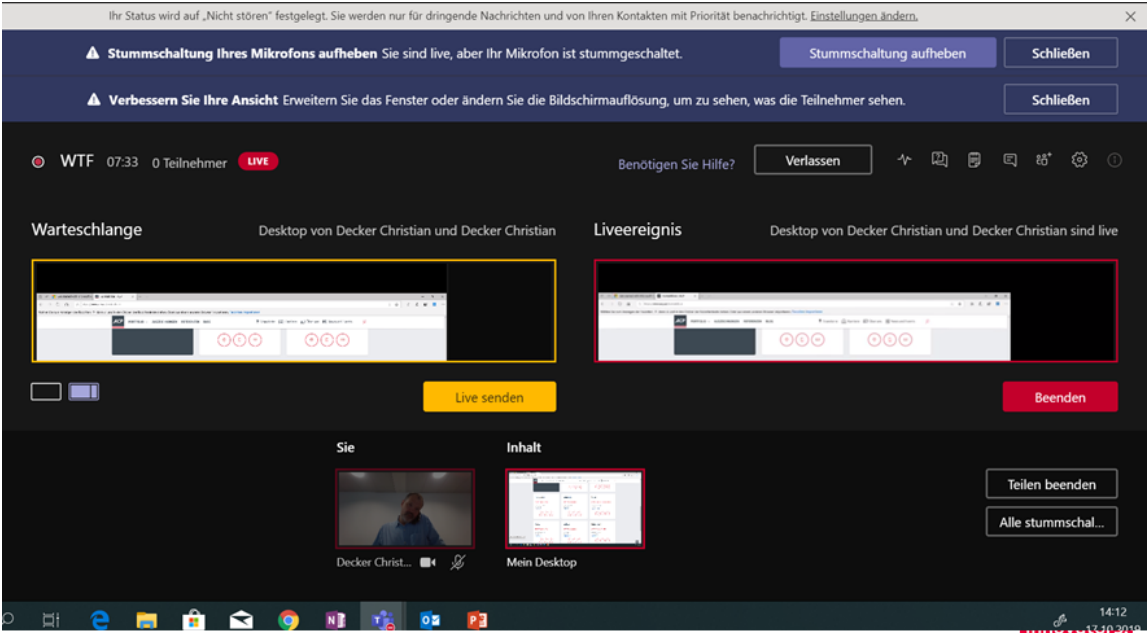 Ihr Status wird auf „Nicht stören“ festgelegt. Sie werden nur für dringende Nachrichten und von Ihren Kontakten mit Priorität benachrichtigt. Einstellungen ändern.
Stummschaltung Ihres Mikrofons aufheben Sie sind live, aber Ihr Mikrofon ist stummgeschaltet.
Stummschaltung aufheben
Schließen
Verbessern Sie Ihre Ansicht Erweitern Sie das Fenster oder ändern Sie die Bildschirmauflösung, um zu sehen, was die Teilnehmer sehen.
Schließen
WTF 07:33 0 Teilnehmer LIVE
Benötigen Sie Hilfe?
Verlassen
Warteschlange
Desktop von Decker Christian und Decker Christian
Liveereignis
Desktop von Decker Christian und Decker Christian sind live
ACP
ACP
Live senden
Beenden
Sie
Inhalt
Decker Christ...
Mein Desktop
Teilen beenden
Alle stummschal...
14:12
17.10.2019